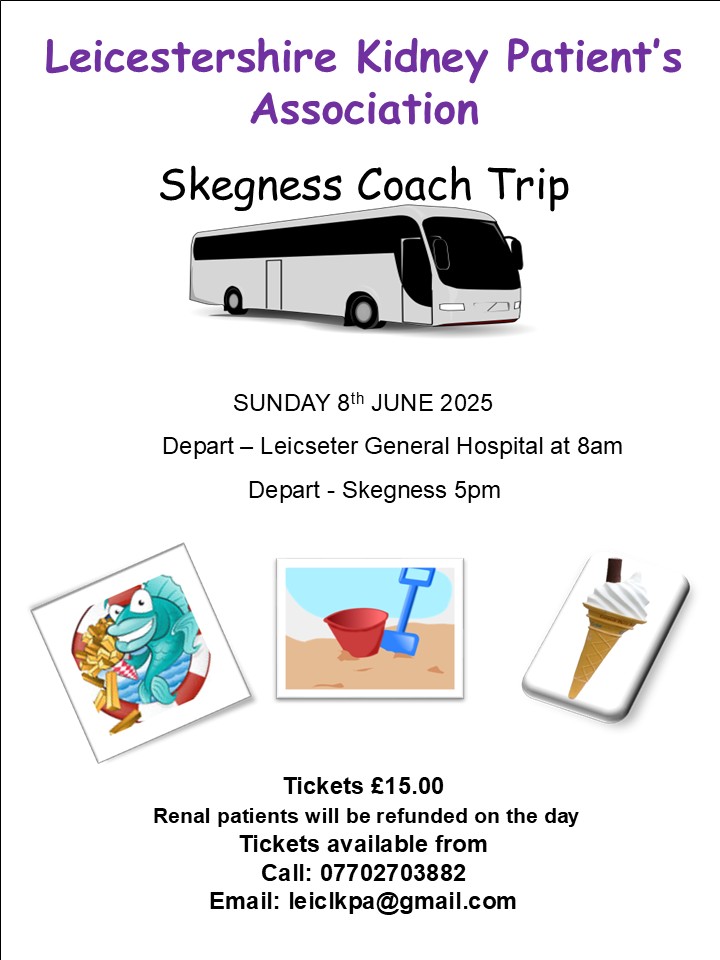 Leicestershire Kidney Patient’s
Association
Skegness Coach Trip
SUNDAY 8th JUNE 2025
Depart – Leicseter General Hospital at 8am
Depart - Skegness 5pm
Tickets £15.00
Renal patients will be refunded on the day
Tickets available from
Call: 07702703882
Email: leiclkpa@gmail.com